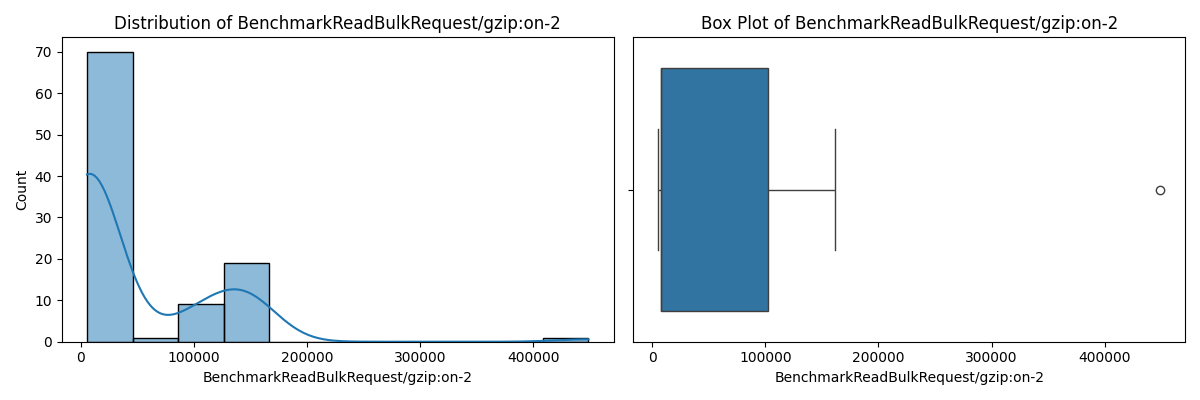 Distribution of BenchmarkReadBulkRequest/gzip:on-2
70
60
50
40
30
20
10
0
Count
0 100000 200000 300000 400000
BenchmarkReadBulkRequest/gzip:on-2
Box Plot of BenchmarkReadBulkRequest/gzip:on-2
0 100000 200000 300000 400000
BenchmarkReadBulkRequest/gzip:on-2